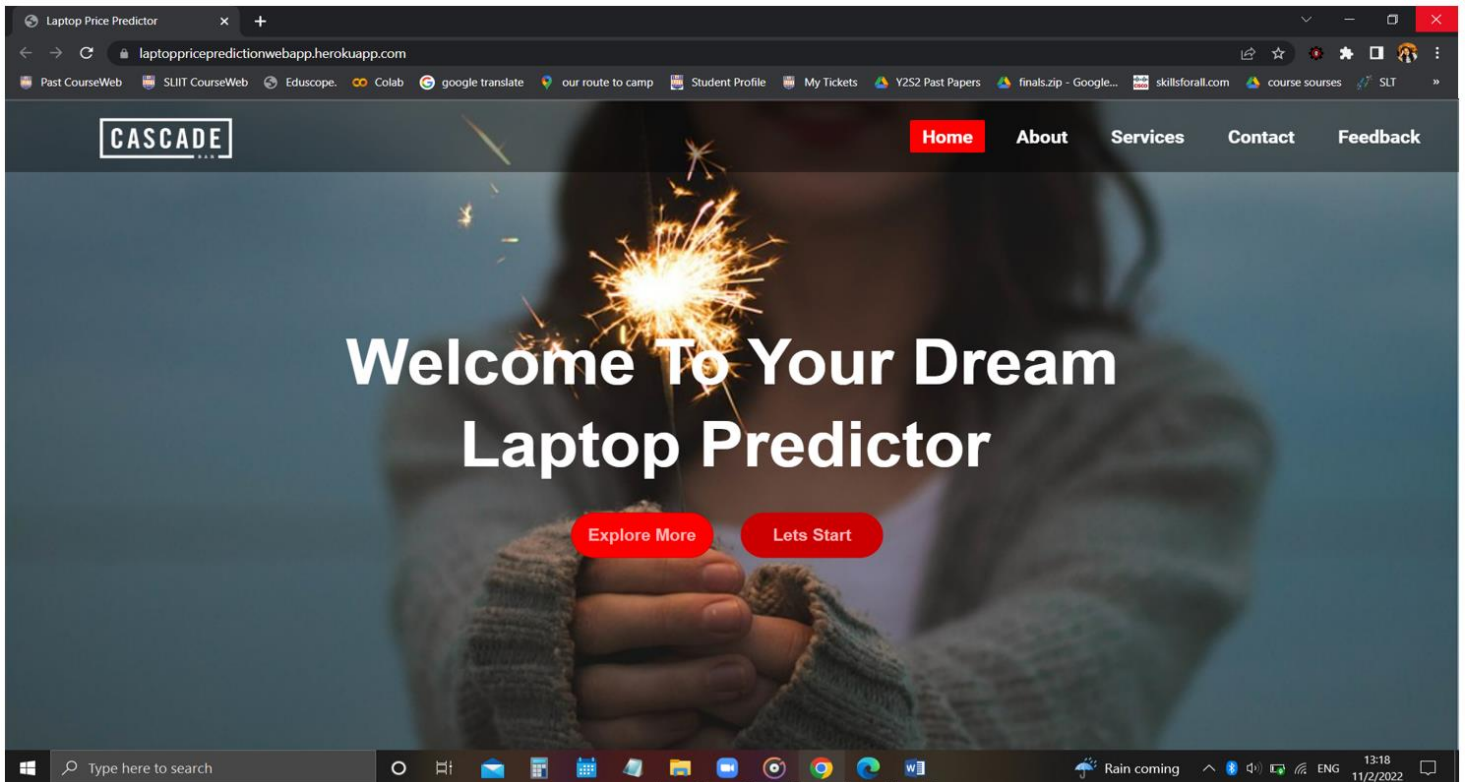 Laptop Price Predictor
laptoppricepredictionwebapp.herokuapp.com
Past CourseWeb SLIIT CourseWeb Eduscope. Colab google translate our route to camp Student Profile My Tickets Y2S2 Past Papers finals.zip - Google... skillsforall.com course sourses SLT »
CASCADE
BAR
Home About Services Contact Feedback
Welcome To Your Dream
Laptop Predictor
Explore More Lets Start
Type here to search
Rain coming ENG 13:18
11/2/2022